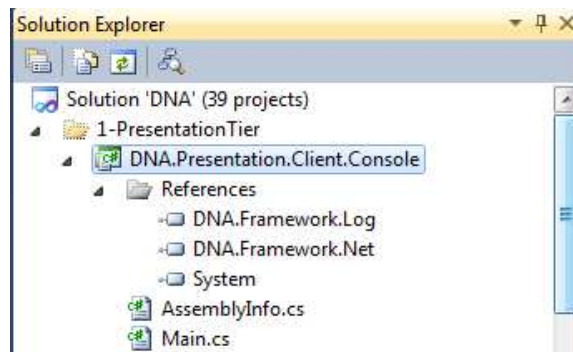 Solution Explorer
Solution 'DNA' (39 projects)
1-PresentationTier
DNA.Presentation.Client.Console
References
DNA.Framework.Log
DNA.Framework.Net
System
AssemblyInfo.cs
Main.cs